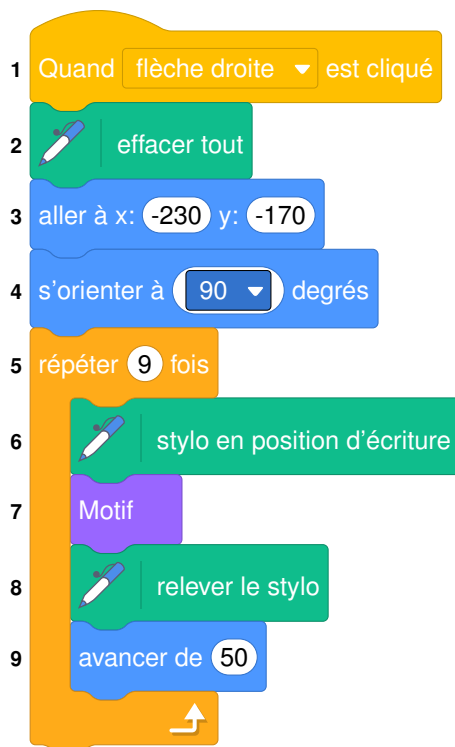 1 Quand flèche droite est cliqué
2 effacer tout
3 aller à x: -230 y: -170
4 s'orienter à 90 degrés
5 répéter 9 fois
6 stylo en position d'écriture
7 Motif
8 relever le stylo
9 avancer de 50